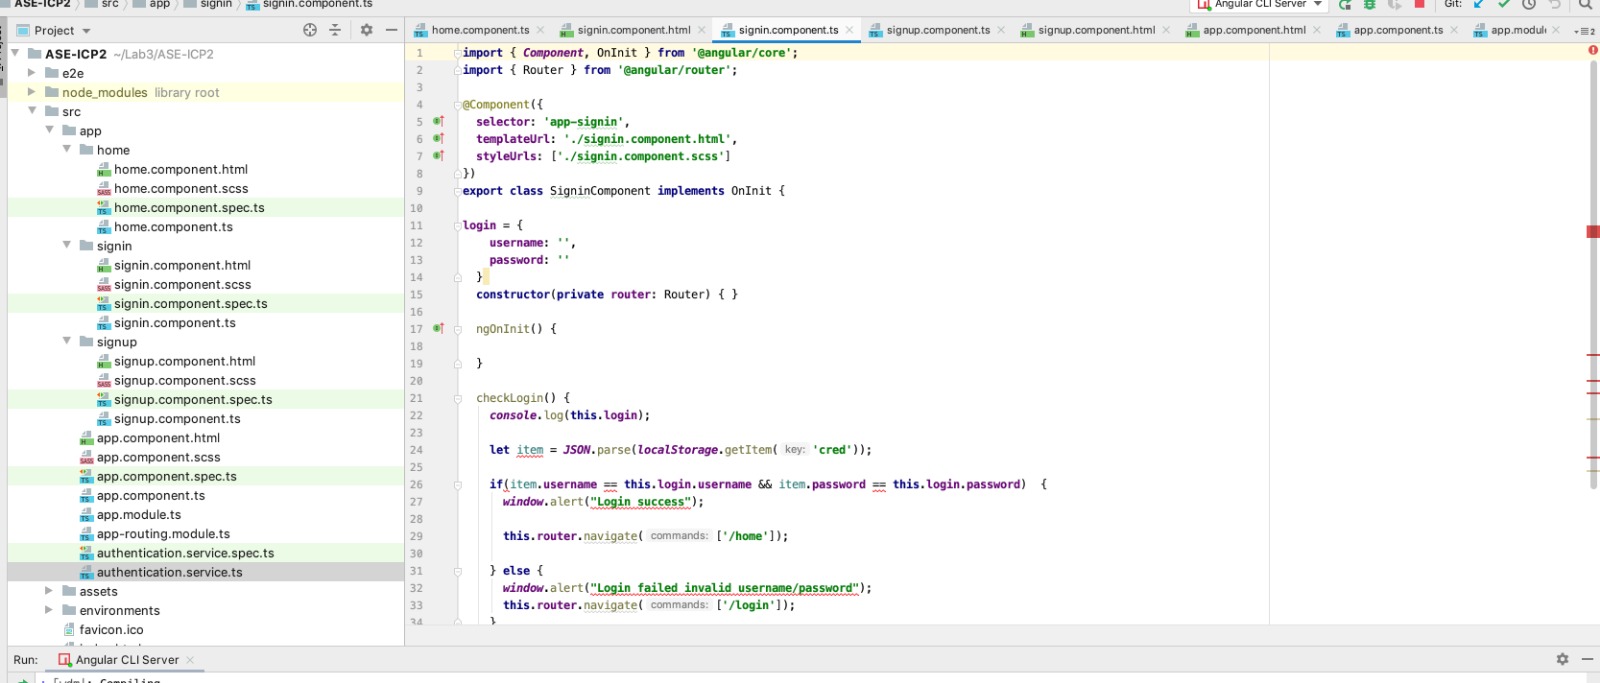 ASE-ICP2 src app signin signin.component.ts Angular CLI Server Git:
Project
home.component.ts signin.component.html signin.component.ts signup.component.ts signup.component.html app.component.html app.component.ts app.module
ASE-ICP2 ~/Lab3/ASE-ICP2
e2e
node_modules library root
src
app
home
home.component.html
home.component.scss
home.component.spec.ts
home.component.ts
signin
signin.component.html
signin.component.scss
signin.component.spec.ts
signin.component.ts
signup
signup.component.html
signup.component.scss
signup.component.spec.ts
signup.component.ts
app.component.html
app.component.scss
app.component.spec.ts
app.component.ts
app.module.ts
app-routing.module.ts
authentication.service.spec.ts
authentication.service.ts
assets
environments
favicon.ico
1 import { Component, OnInit } from '@angular/core';
2 import { Router } from '@angular/router';
3
4 @Component({
5 selector: 'app-signin',
6 templateUrl: './signin.component.html',
7 styleUrls: ['./signin.component.scss']
8 })
9 export class SigninComponent implements OnInit {
10
11 login = {
12 username: '',
13 password: ''
14 }
15 constructor(private router: Router) { }
16
17 ngOnInit() {
18
19 }
20
21 checkLogin() {
22 console.log(this.login);
23
24 let item = JSON.parse(localStorage.getItem( key: 'cred'));
25
26 if(item.username == this.login.username && item.password == this.login.password) {
27 window.alert("Login success");
28
29 this.router.navigate( commands: ['/home']);
30
31 } else {
32 window.alert("Login failed invalid username/password");
33 this.router.navigate( commands: ['/login']);
34 }
Run: Angular CLI Server